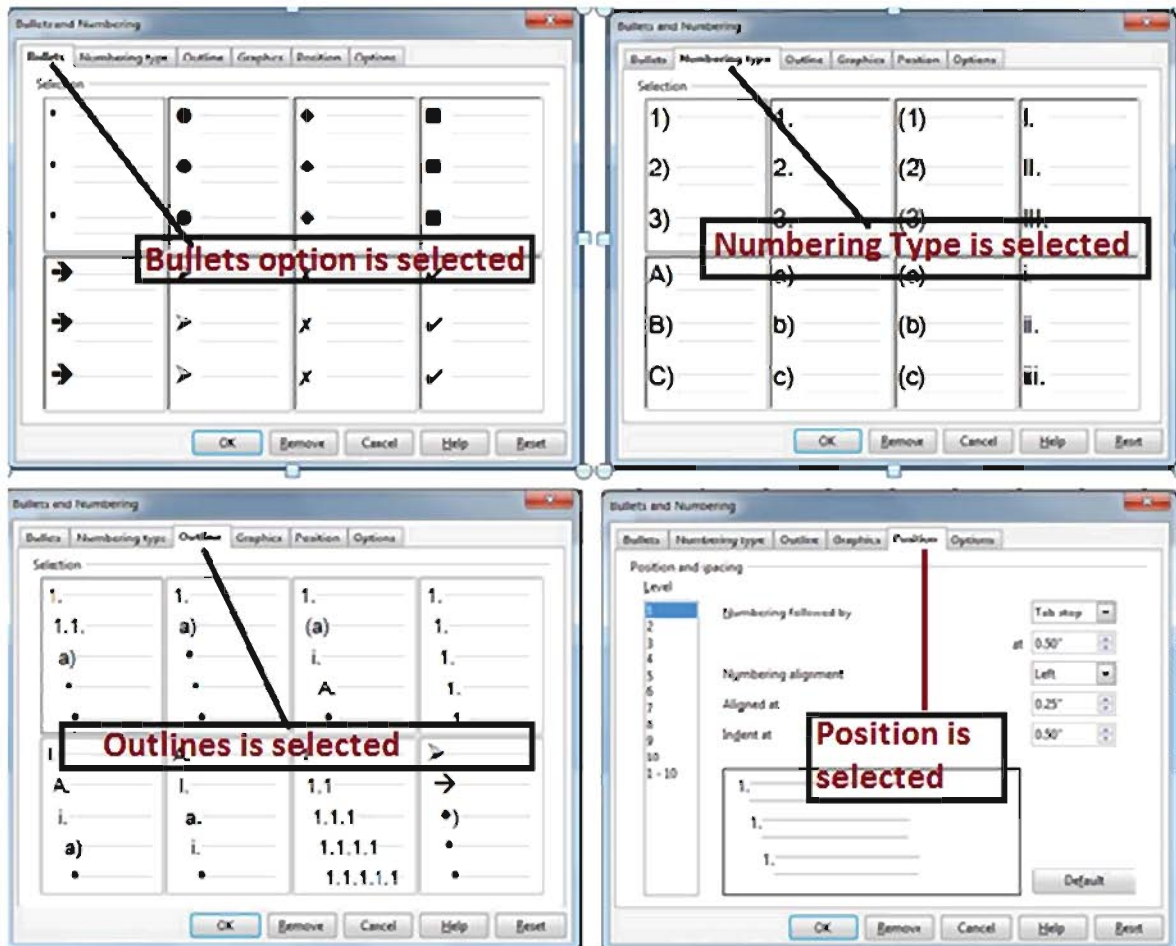 Bullets and Numbering
Bullets Numbering type Outline Graphics Position Options
Selection
Bullets option is selected
OK Remove Cancel Help Reset
Bullets and Numbering
Bullets Numbering type Outline Graphics Position Options
Selection
1) 1. (1) I.
2) 2. (2) II.
3) 3. (3) III.
Numbering Type is selected
A) a) (a) i.
B) b) (b) ii.
C) c) (c) iii.
OK Remove Cancel Help Reset
Bullets and Numbering
Bullets Numbering type Outline Graphics Position Options
Selection
1. 1. 1. 1.
1.1. a) (a) 1.
a) • i. 1.
• • A. 1.
• • • 1.
Outlines is selected
I ➢
A. I. 1.1 →
i. a. 1.1.1 •)
a) i. 1.1.1.1 •
• • 1.1.1.1.1 •
OK Remove Cancel Help Reset
Bullets and Numbering
Bullets Numbering type Outline Graphics Position Options
Position and spacing
Level
1
2
3
4
5
6
7
8
9
10
1 - 10
Numbering followed by Tab stop
at 0.50"
Numbering alignment Left
Aligned at 0.25"
Indent at 0.50"
Position is
selected
1.
1.
1.
Default
OK Remove Cancel Help Reset